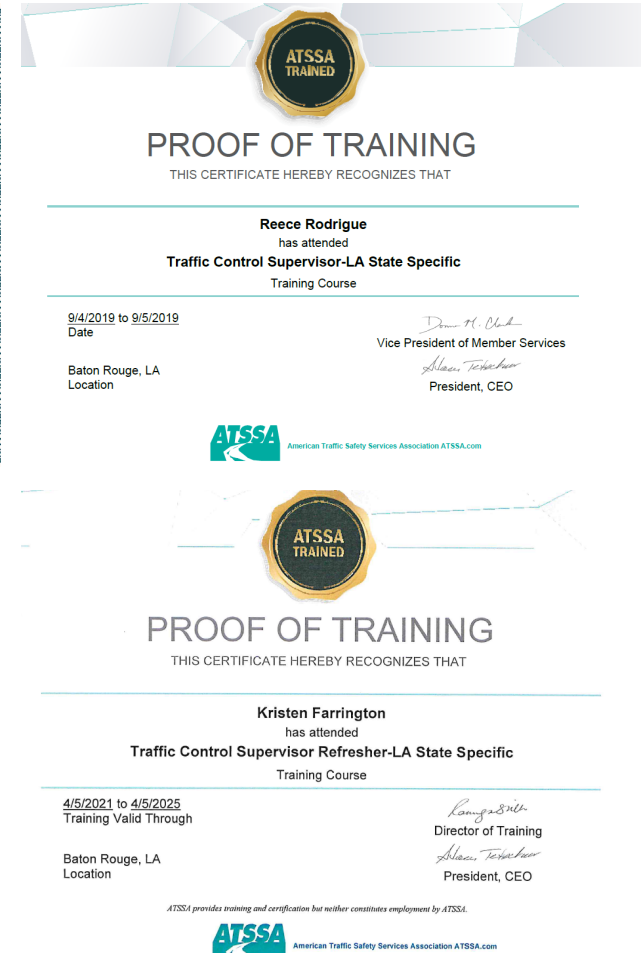 ATSSA
TRAINED
PROOF OF TRAINING
THIS CERTIFICATE HEREBY RECOGNIZES THAT
Reece Rodrigue
has attended
Traffic Control Supervisor-LA State Specific
Training Course
9/4/2019 to 9/5/2019
Date
Vice President of Member Services
Baton Rouge, LA
Location
President, CEO
ATSSA
American Traffic Safety Services Association ATSSA.com
ATSSA
TRAINED
PROOF OF TRAINING
THIS CERTIFICATE HEREBY RECOGNIZES THAT
Kristen Farrington
has attended
Traffic Control Supervisor Refresher-LA State Specific
Training Course
4/5/2021 to 4/5/2025
Training Valid Through
Director of Training
Baton Rouge, LA
Location
President, CEO
ATSSA provides training and certification but neither constitutes employment by ATSSA.
ATSSA
American Traffic Safety Services Association ATSSA.com